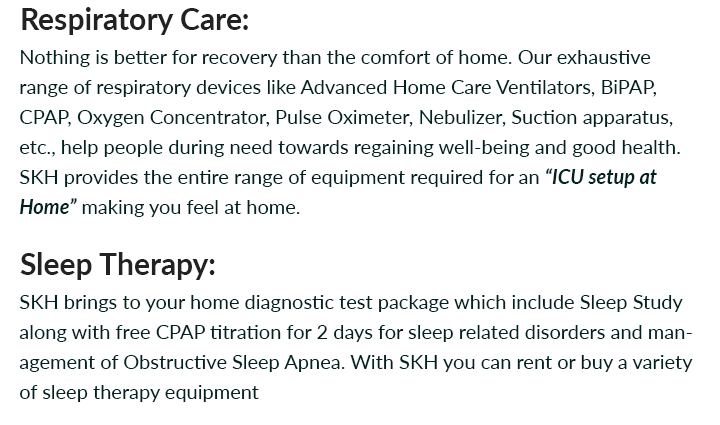 Respiratory Care:
Nothing is better for recovery than the comfort of home. Our exhaustive
range of respiratory devices like Advanced Home Care Ventilators, BiPAP,
CPAP, Oxygen Concentrator, Pulse Oximeter, Nebulizer, Suction apparatus,
etc., help people during need towards regaining well-being and good health.
SKH provides the entire range of equipment required for an “ICU setup at
Home” making you feel at home.
Sleep Therapy:
SKH brings to your home diagnostic test package which include Sleep Study
along with free CPAP titration for 2 days for sleep related disorders and man-
agement of Obstructive Sleep Apnea. With SKH you can rent or buy a variety
of sleep therapy equipment